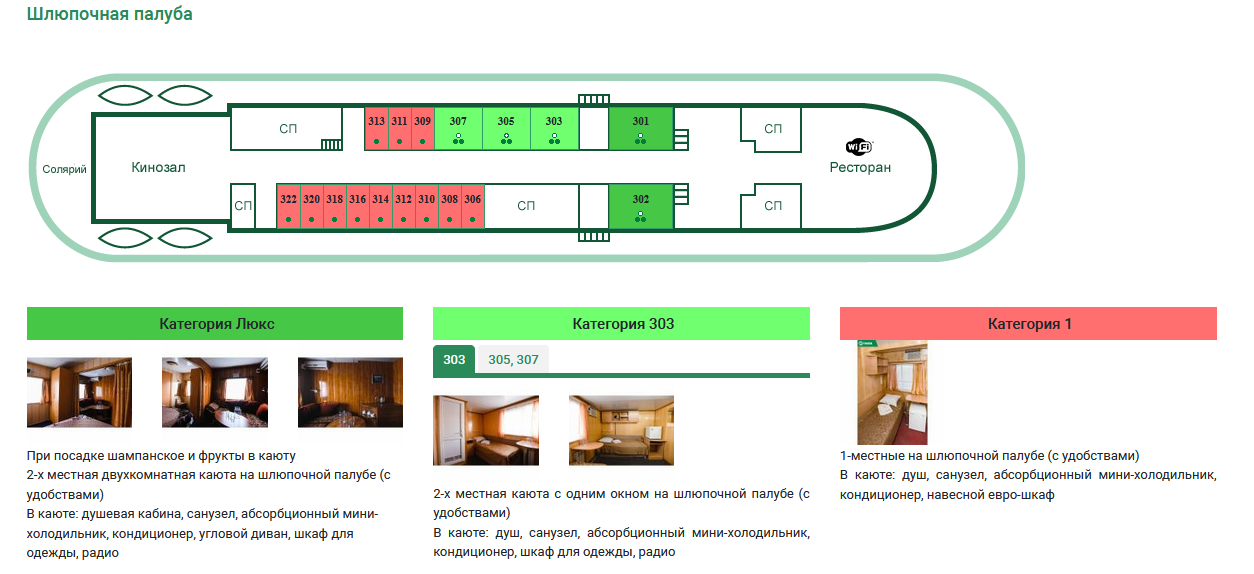 Шлюпочная палуба
СП
313 311 309 307 305 303 301
СП
Солярий
Кинозал
WiFi
Ресторан
СП
322 320 318 316 314 312 310 308 306
СП
302
СП
Категория Люкс
При посадке шампанское и фрукты в каюту
2-х местная двухкомнатная каюта на шлюпочной палубе (с
удобствами)
В каюте: душевая кабина, санузел, абсорбционный мини-
холодильник, кондиционер, угловой диван, шкаф для
одежды, радио
Категория 303
303
305, 307
2-х местная каюта с одним окном на шлюпочной палубе (с
удобствами)
В каюте: душ, санузел, абсорбционный мини-холодильник,
кондиционер, шкаф для одежды, радио
Категория 1
1-местные на шлюпочной палубе (с удобствами)
В каюте: душ, санузел, абсорбционный мини-холодильник,
кондиционер, навесной евро-шкаф